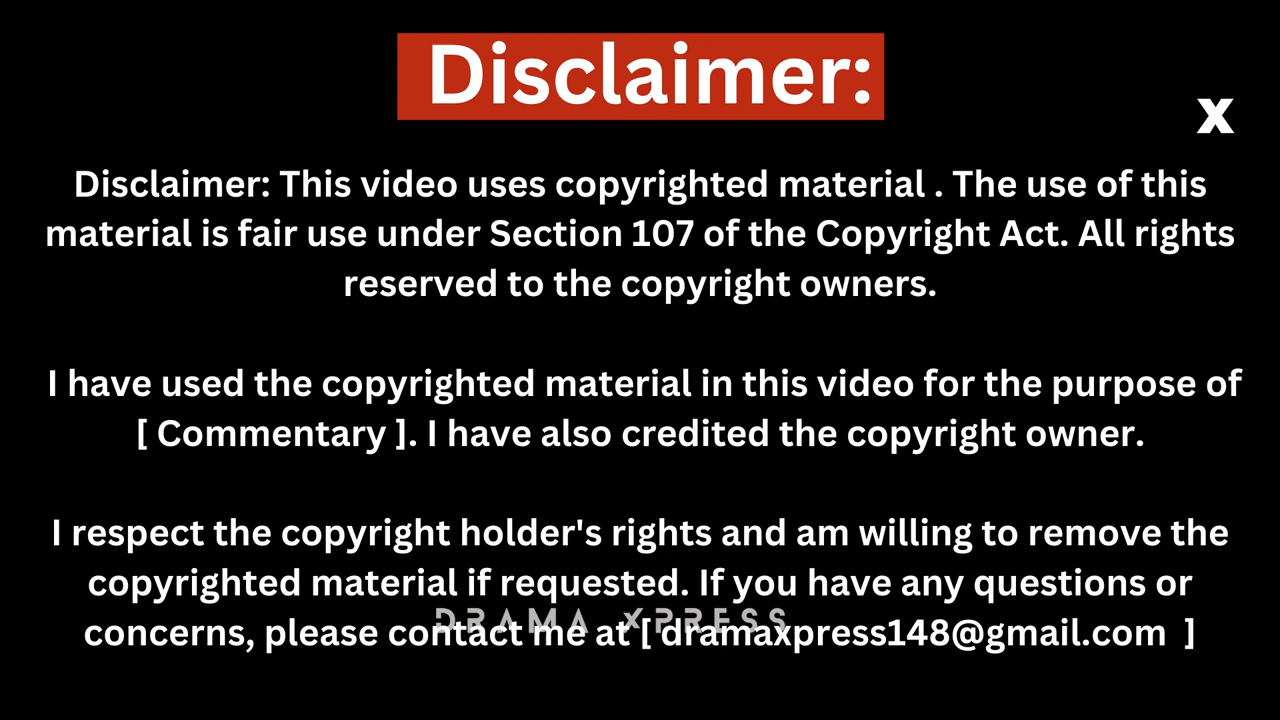 Disclaimer:
x
Disclaimer: This video uses copyrighted material . The use of this
material is fair use under Section 107 of the Copyright Act. All rights
reserved to the copyright owners.
I have used the copyrighted material in this video for the purpose of
[ Commentary ]. I have also credited the copyright owner.
I respect the copyright holder's rights and am willing to remove the
copyrighted material if requested. If you have any questions or
DRAMA XPRESS
concerns, please contact me at [ dramaxpress148@gmail.com ]